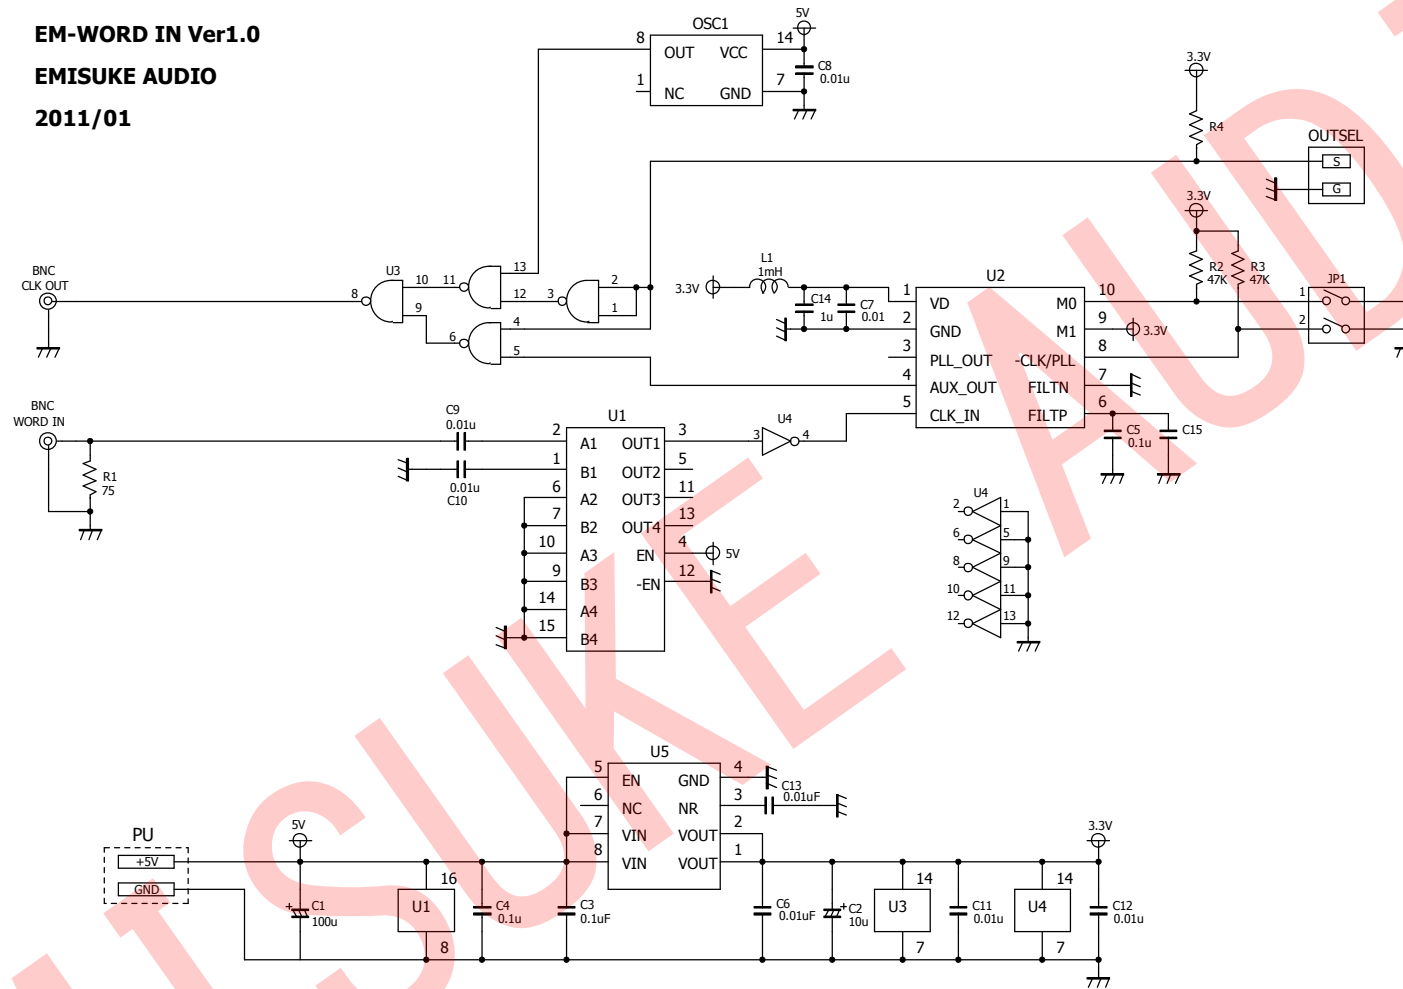 EM-WORD IN Ver1.0
EMISUKE AUDIO
2011/01
OSC1
8 OUT VCC 14
1 NC GND 7
5V
C8
0.01u
3.3V
R4
OUTSEL
S
G
BNC
CLK OUT
U3
8
10
9
11
13
12
3
2
1
6
4
5
L1
1mH
3.3V
C14
1u
C7
0.01
U2
1 VD M0 10
2 GND M1 9
3 PLL_OUT -CLK/PLL 8
4 AUX_OUT FILTN 7
5 CLK_IN FILTP 6
3.3V
3.3V
R2
47K
R3
47K
JP1
1
2
C5
0.1u
C15
BNC
WORD IN
R1
75
C9
0.01u
0.01u
C10
U1
2 A1 OUT1 3
1 B1 OUT2 5
6 A2 OUT3 11
7 B2 OUT4 13
10 A3 EN 4
9 B3 -EN 12
14 A4
15 B4
5V
U4
3
4
U4
2 1
6 5
8 9
10 11
12 13
U5
5 EN GND 4
6 NC NR 3
7 VIN VOUT 2
8 VIN VOUT 1
C13
0.01uF
PU
+5V
GND
5V
+
C1
100u
16
U1
8
C4
0.1u
C3
0.1uF
C6
0.01uF
+
C2
10u
14
U3
7
C11
0.01u
14
U4
7
3.3V
C12
0.01u
ISUKE AUD